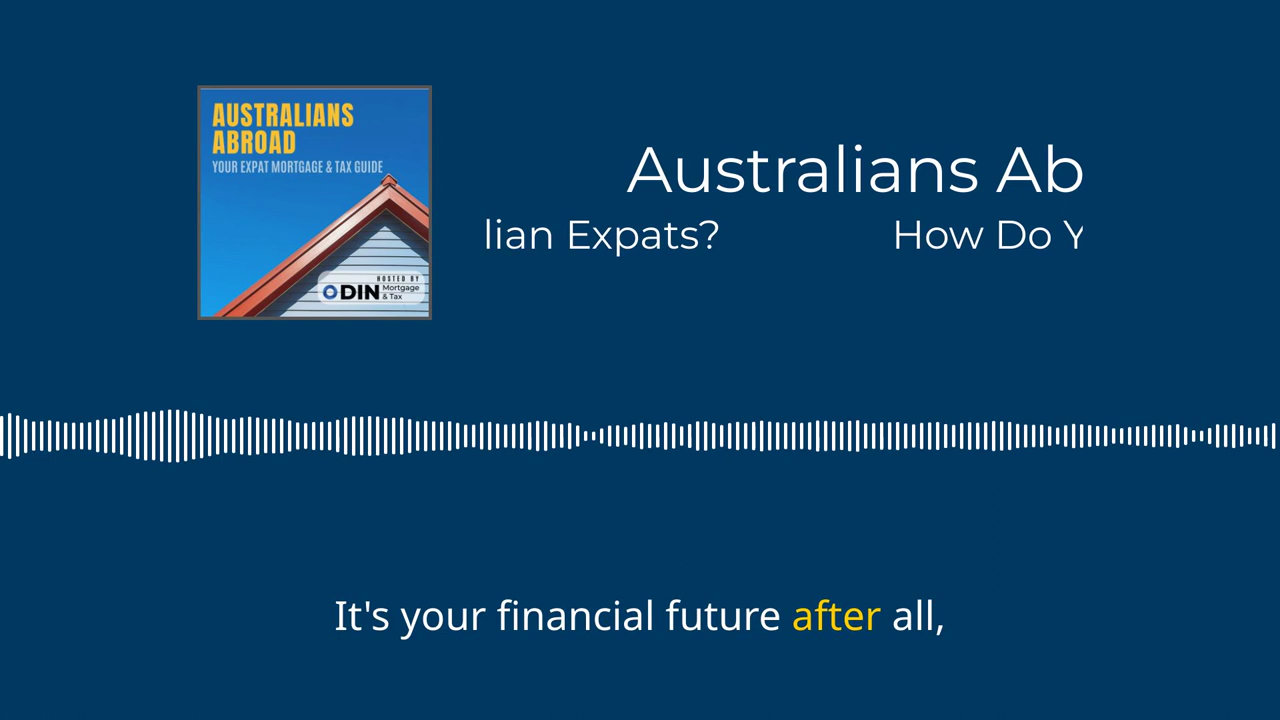 AUSTRALIANS
ABROAD
YOUR EXPAT MORTGAGE & TAX GUIDE
HOSTED BY
ODIN Mortgage
& Tax
Australians Ab
lian Expats? How Do Y
It's your financial future after all,